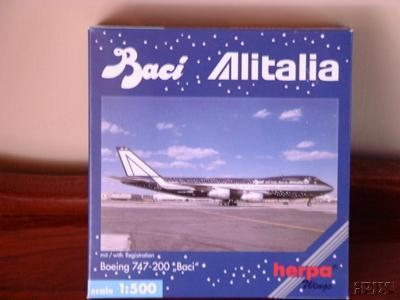 Baci Alitalia
mit / with Registration
Boeing 747-200 "Baci"
scale 1:500
herpa
Wings